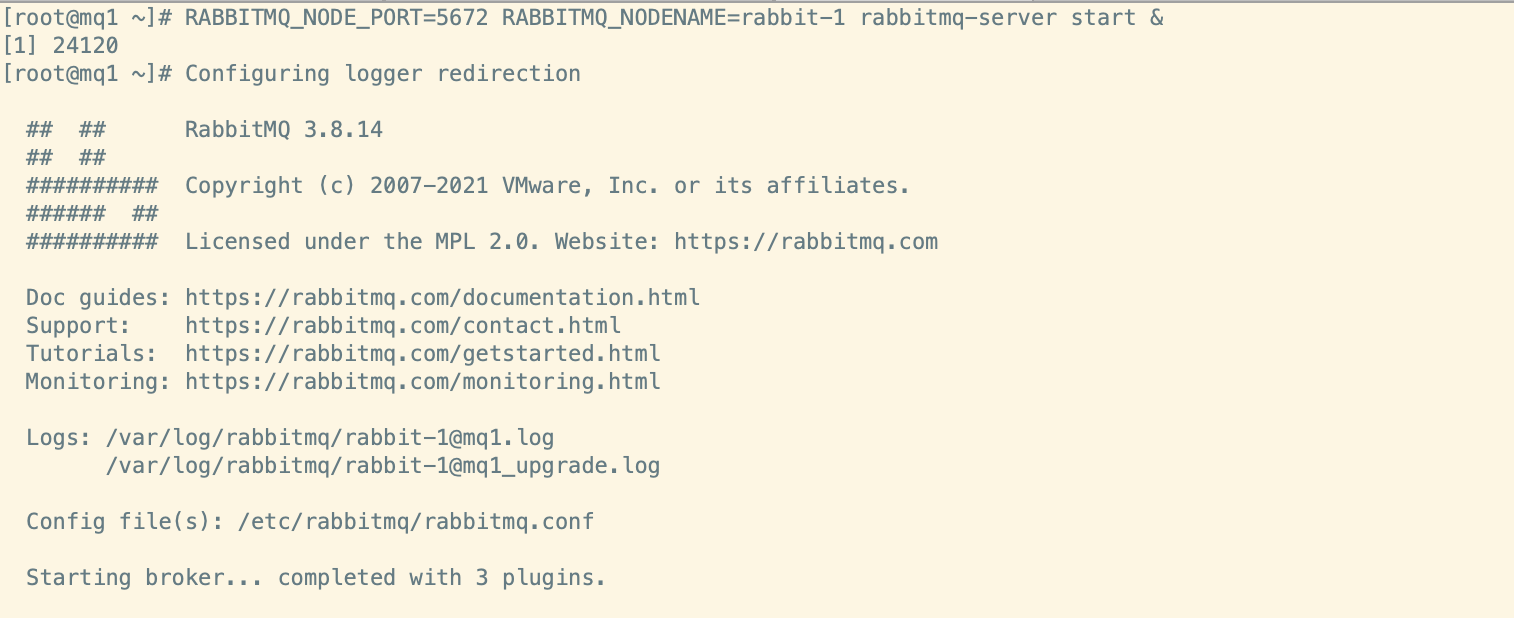 [root@mq1 ~]# RABBITMQ_NODE_PORT=5672 RABBITMQ_NODENAME=rabbit-1 rabbitmq-server start &
[1] 24120
[root@mq1 ~]# Configuring logger redirection
##  ##      RabbitMQ 3.8.14
##  ##
##########  Copyright (c) 2007-2021 VMware, Inc. or its affiliates.
######  ##
##########  Licensed under the MPL 2.0. Website: https://rabbitmq.com
Doc guides: https://rabbitmq.com/documentation.html
Support:    https://rabbitmq.com/contact.html
Tutorials:  https://rabbitmq.com/getstarted.html
Monitoring: https://rabbitmq.com/monitoring.html
Logs: /var/log/rabbitmq/rabbit-1@mq1.log
/var/log/rabbitmq/rabbit-1@mq1_upgrade.log
Config file(s): /etc/rabbitmq/rabbitmq.conf
Starting broker... completed with 3 plugins.